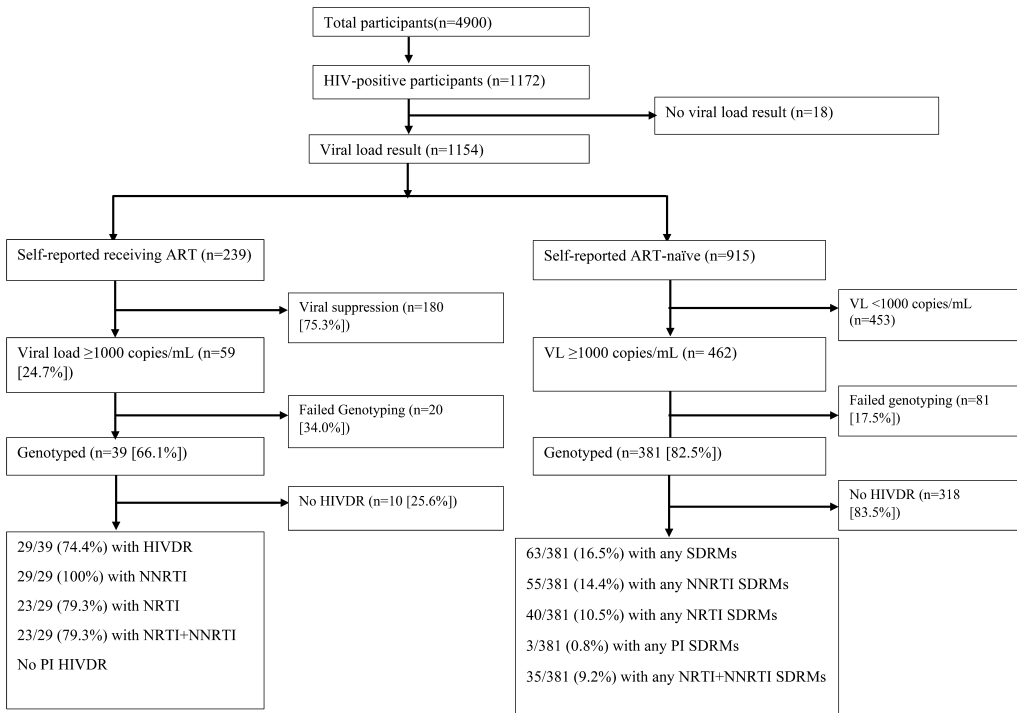 Total participants(n=4900)
HIV-positive participants (n=1172)
No viral load result (n=18)
Viral load result (n=1154)
Self-reported receiving ART (n=239)
Viral suppression (n=180
[75.3%])
Viral load ≥1000 copies/mL (n=59
[24.7%])
Failed Genotyping (n=20
[34.0%])
Genotyped (n=39 [66.1%])
No HIVDR (n=10 [25.6%])
29/39 (74.4%) with HIVDR
29/29 (100%) with NNRTI
23/29 (79.3%) with NRTI
23/29 (79.3%) with NRTI+NNRTI
No PI HIVDR
Self-reported ART-naïve (n=915)
VL <1000 copies/mL
(n=453)
VL ≥1000 copies/mL (n= 462)
Failed genotyping (n=81
[17.5%])
Genotyped (n=381 [82.5%])
No HIVDR (n=318
[83.5%])
63/381 (16.5%) with any SDRMs
55/381 (14.4%) with any NNRTI SDRMs
40/381 (10.5%) with any NRTI SDRMs
3/381 (0.8%) with any PI SDRMs
35/381 (9.2%) with any NRTI+NNRTI SDRMs